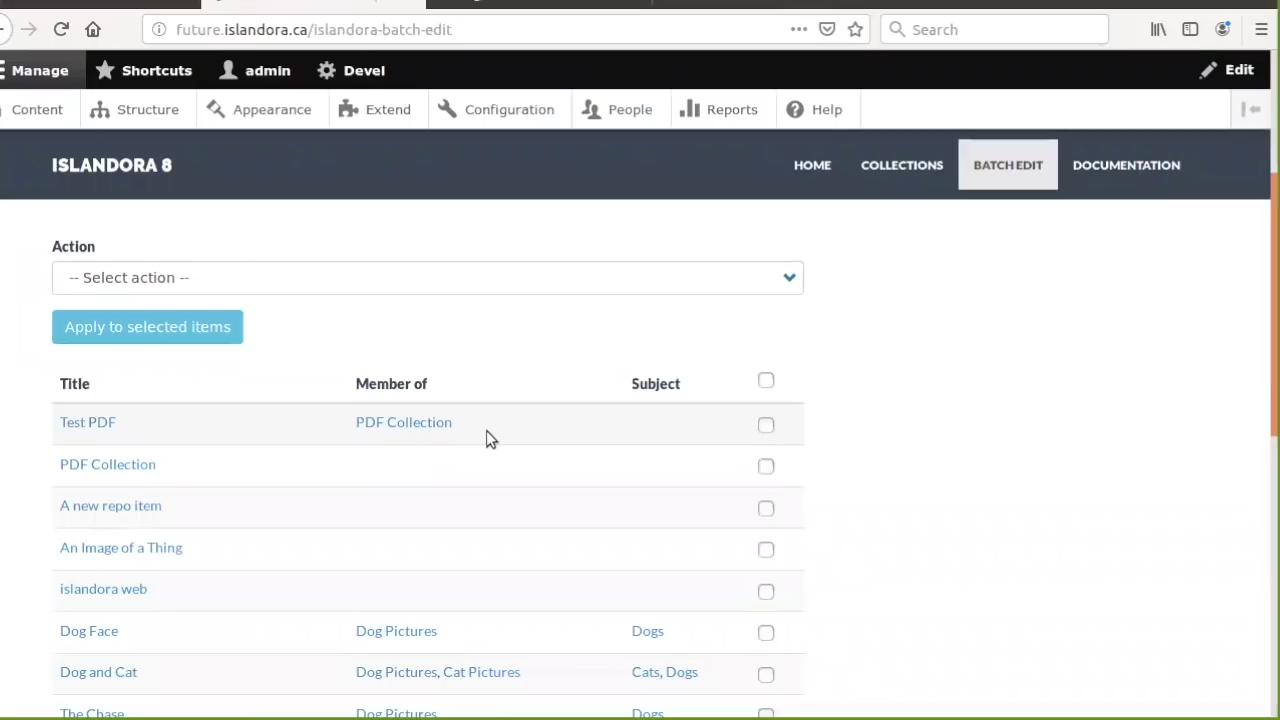 future.islandora.ca/islandora-batch-edit
Search
Manage Shortcuts admin Devel Edit
Content Structure Appearance Extend Configuration People Reports Help
ISLANDORA 8 HOME COLLECTIONS BATCH EDIT DOCUMENTATION
Action
-- Select action --
Apply to selected items
Title Member of Subject
Test PDF PDF Collection
PDF Collection
A new repo item
An Image of a Thing
islandora web
Dog Face Dog Pictures Dogs
Dog and Cat Dog Pictures, Cat Pictures Cats, Dogs
The Chase Dog Pictures Dogs